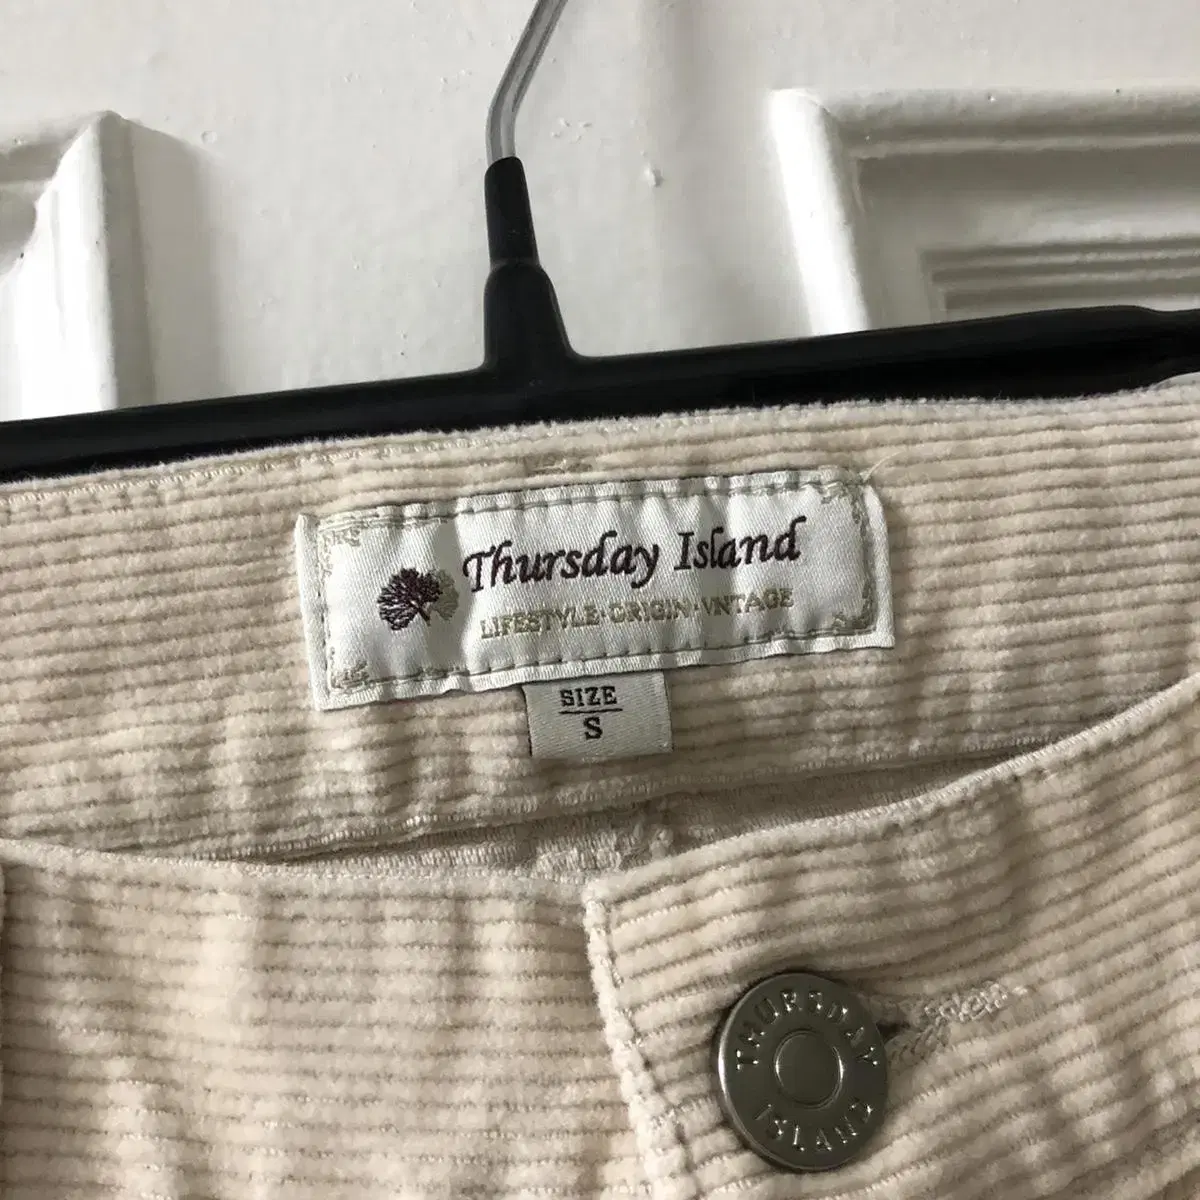 Thursday Island
LIFESTYLE·ORIGIN·VNTAGE
SIZE
S
THURSDAY
ISLAND